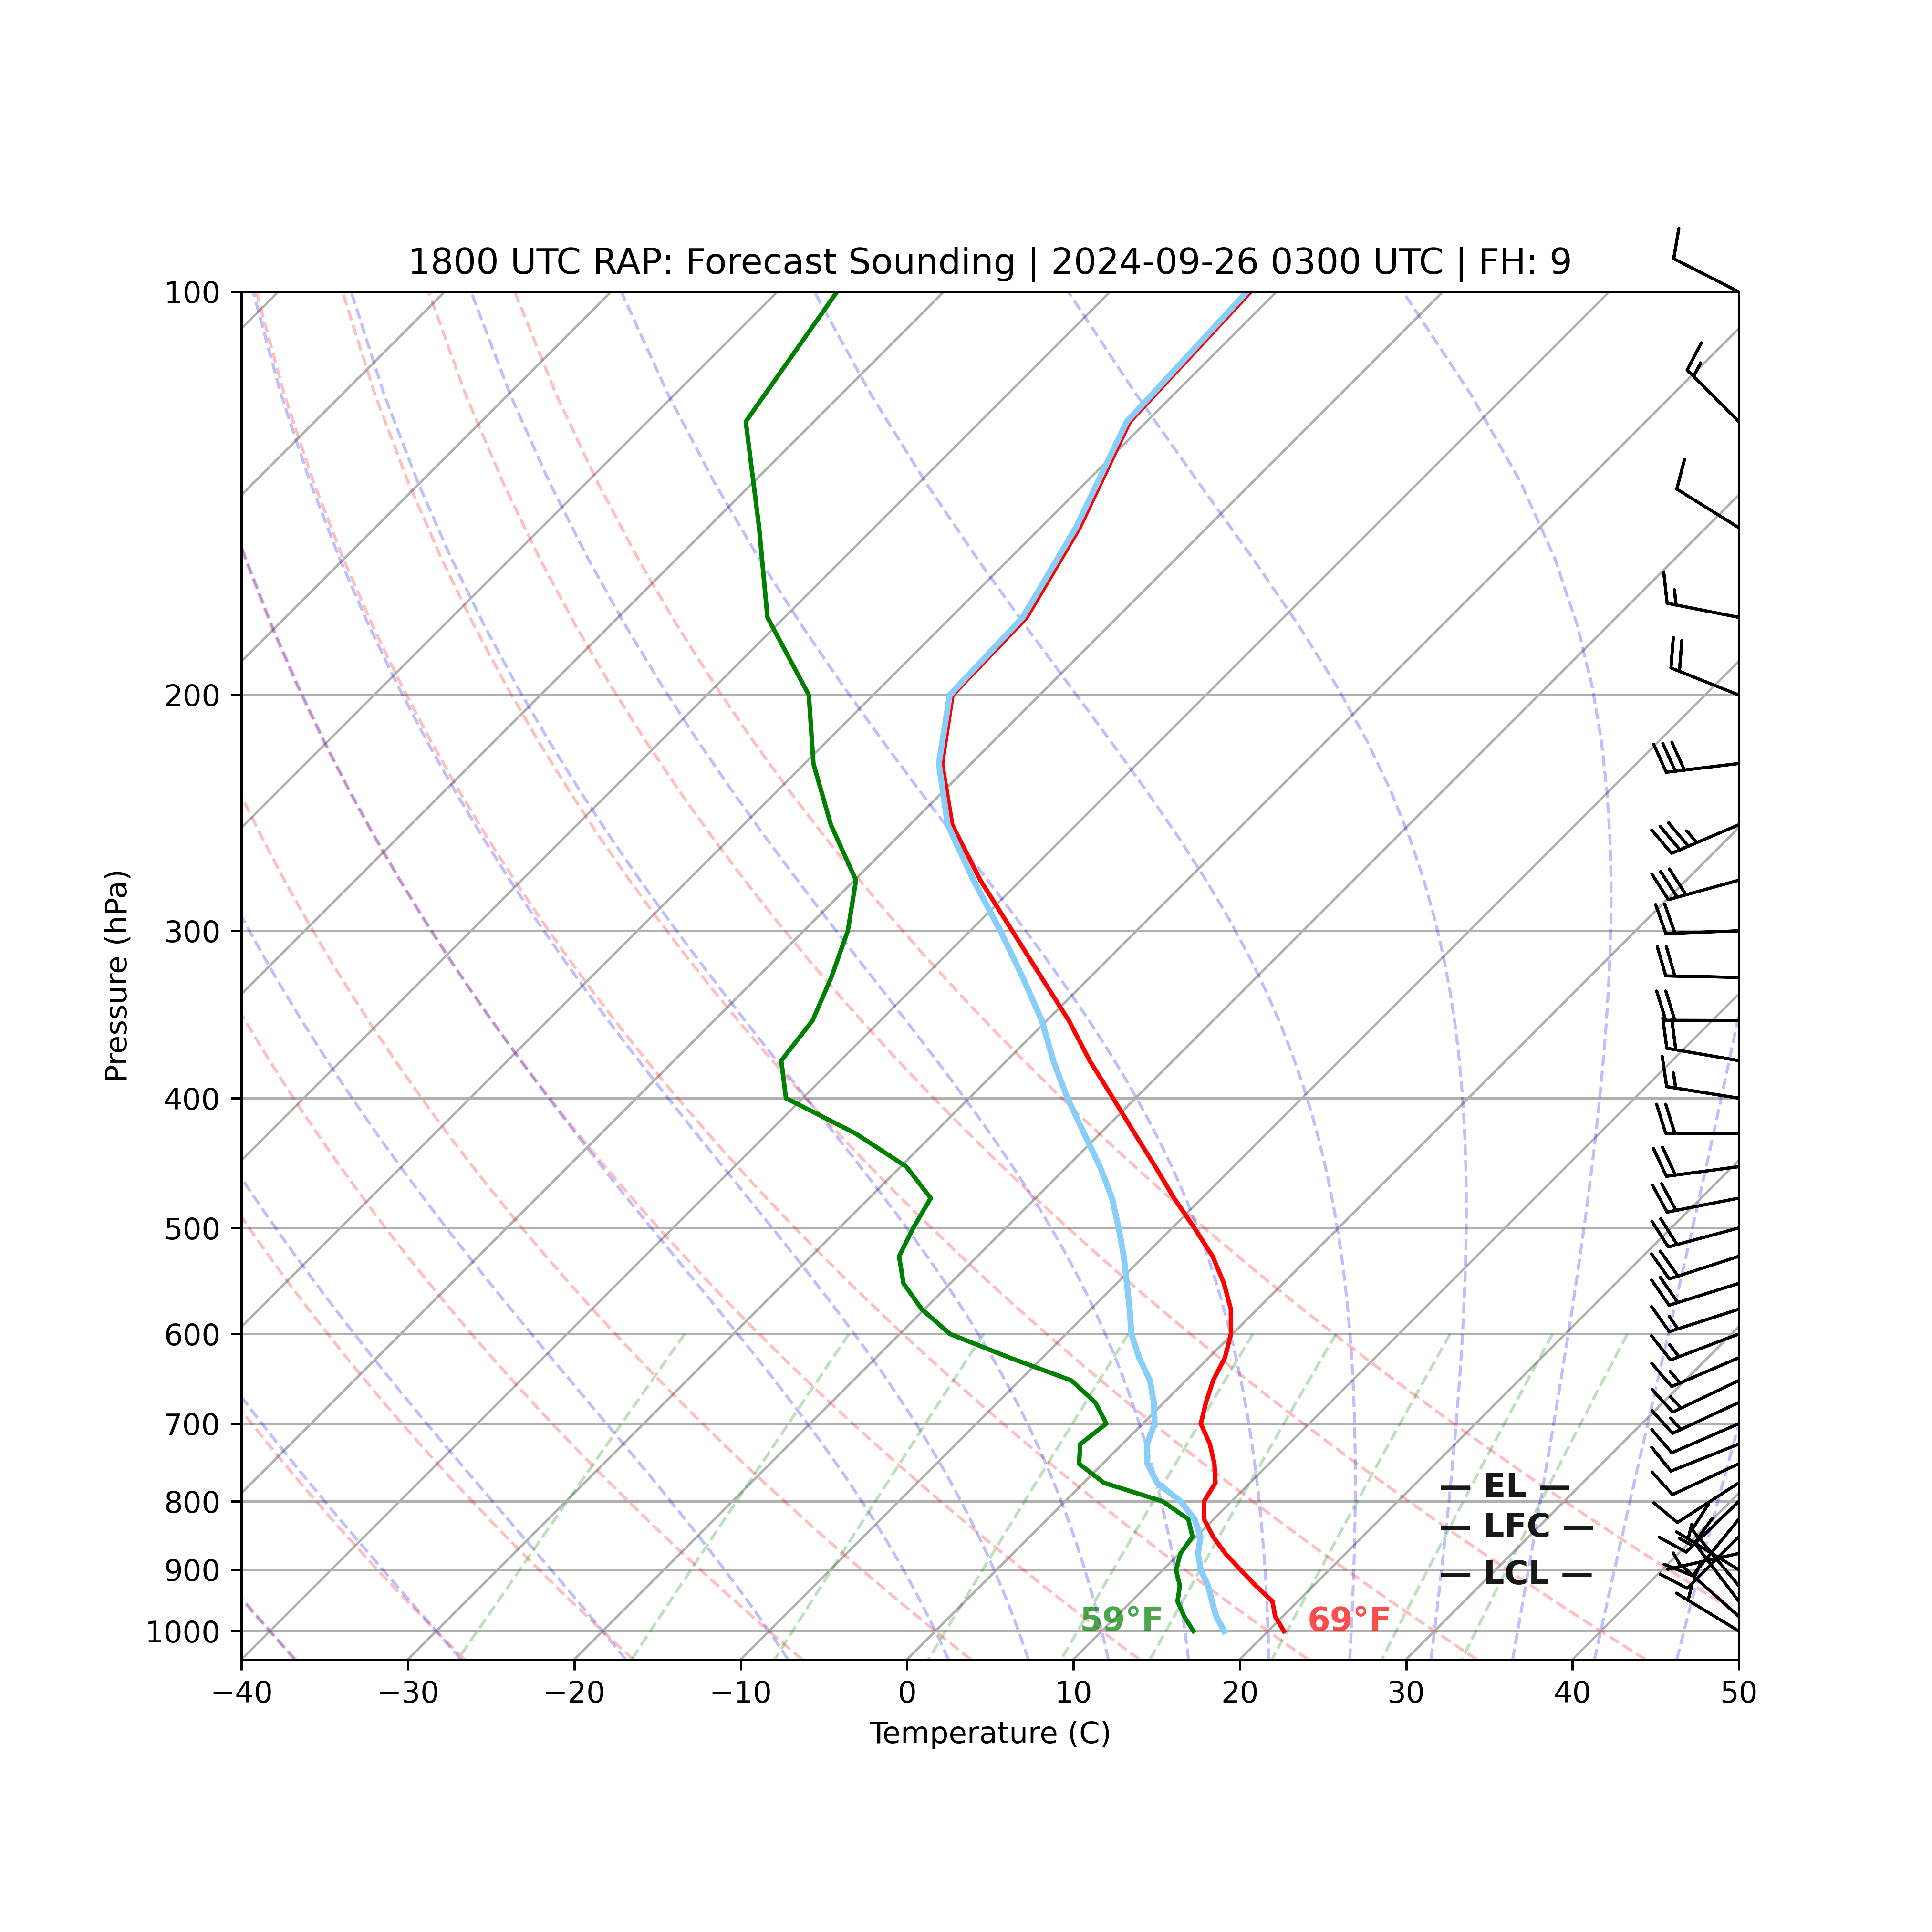 1800 UTC RAP: Forecast Sounding | 2024-09-26 0300 UTC | FH: 9
100
200
300
400
500
600
700
800
900
1000
Pressure (hPa)
— EL —
— LFC —
— LCL —
59°F
69°F
−40 −30 −20 −10 0 10 20 30 40 50
Temperature (C)